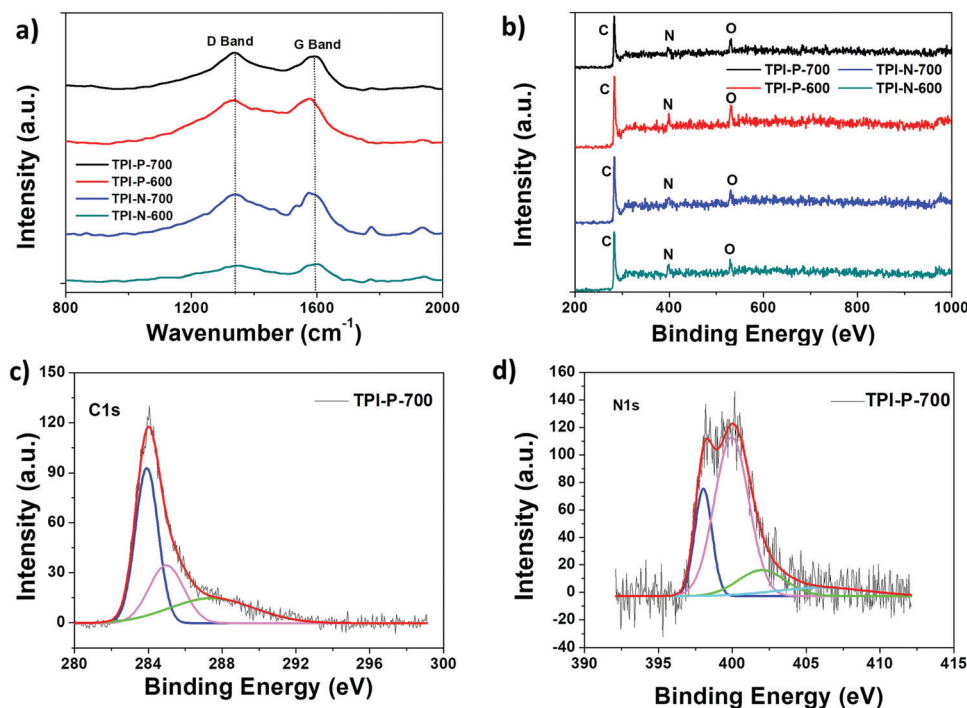 a)
D Band
G Band
TPI-P-700
TPI-P-600
TPI-N-700
TPI-N-600
Intensity (a.u.)
800 1200 1600 2000
Wavenumber (cm⁻¹)
b)
C N O
TPI-P-700 TPI-N-700
TPI-P-600 TPI-N-600
C N O
C N O
C N O
Intensity (a.u.)
200 400 600 800 1000
Binding Energy (eV)
c)
150
120
90
60
30
0
C1s
TPI-P-700
Intensity (a.u.)
280 284 288 292 296 300
Binding Energy (eV)
d)
160
140
120
100
80
60
40
20
0
-20
-40
N1s
TPI-P-700
Intensity (a.u.)
390 395 400 405 410 415
Binding Energy (eV)